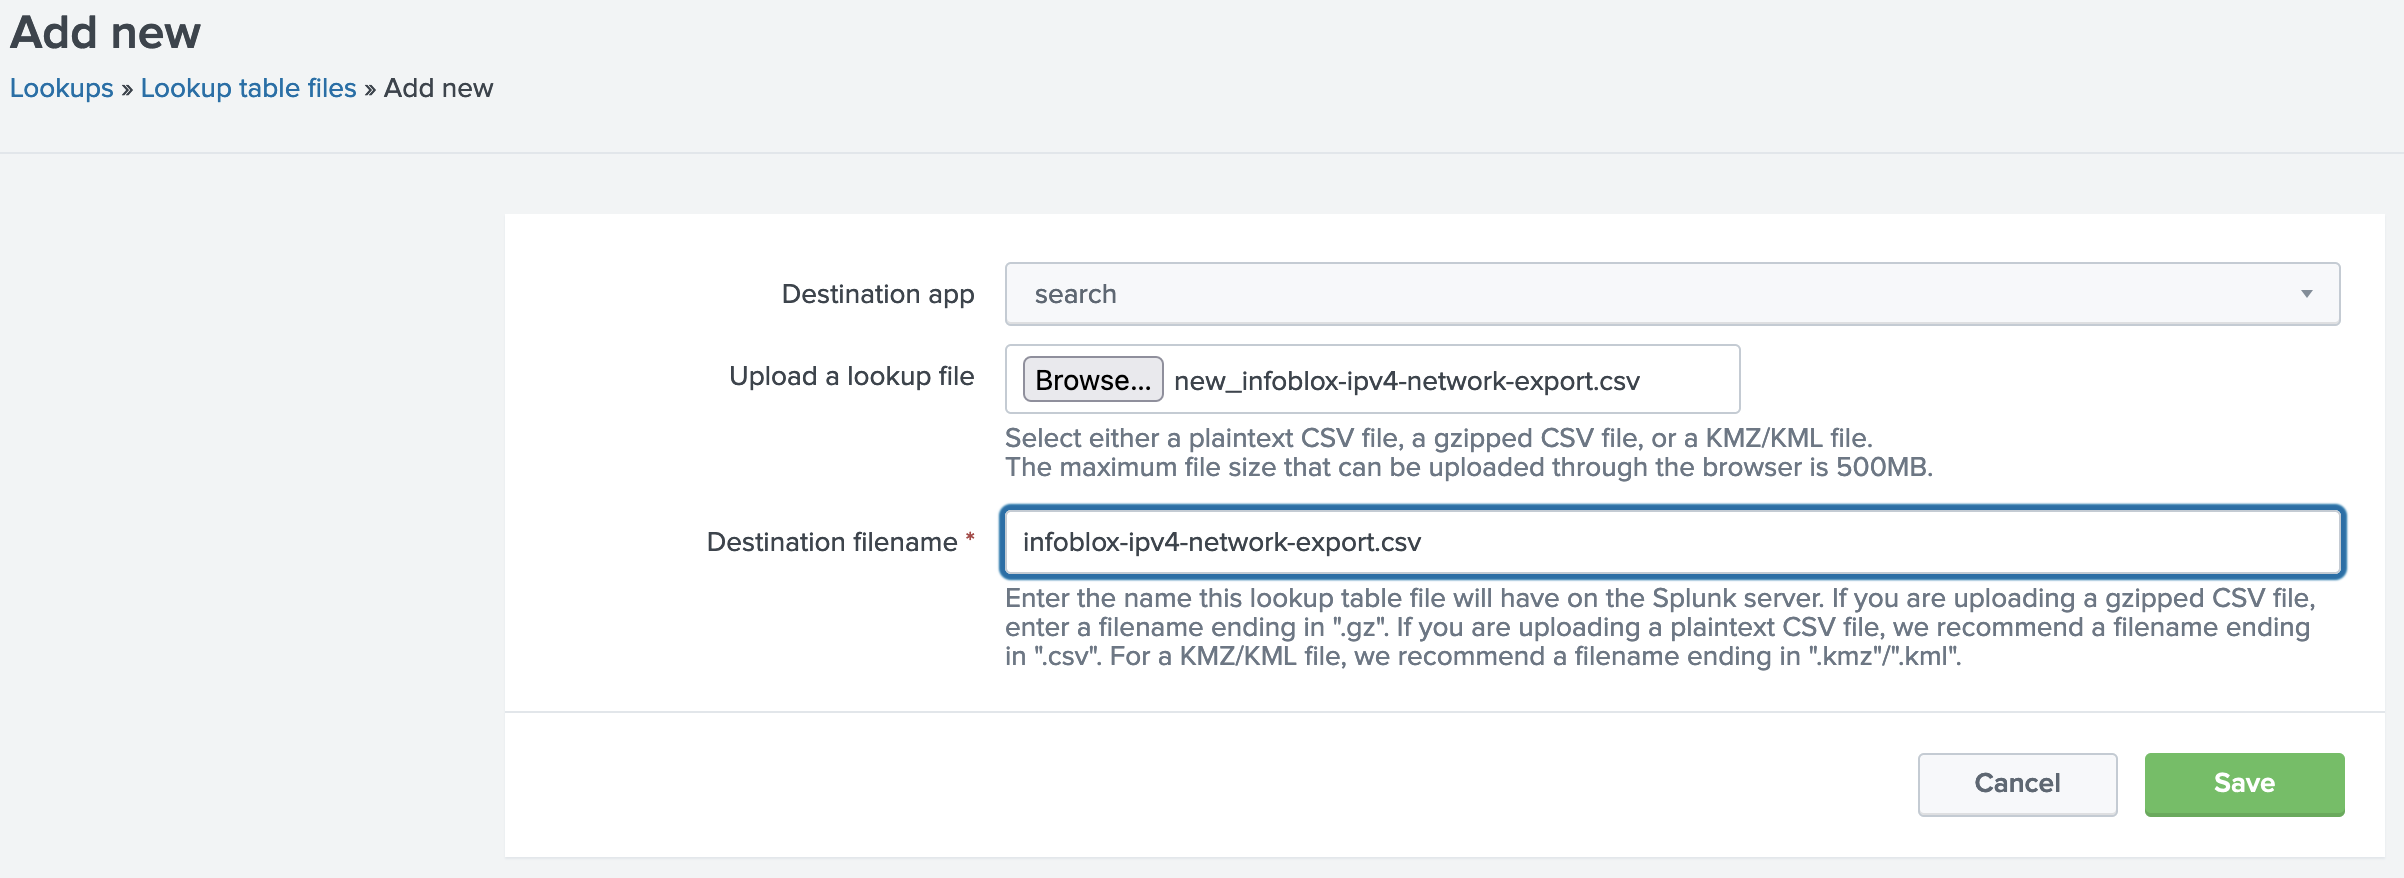 Add new
Lookups » Lookup table files » Add new
Destination app search
Upload a lookup file Browse... new_infoblox-ipv4-network-export.csv
Select either a plaintext CSV file, a gzipped CSV file, or a KMZ/KML file.
The maximum file size that can be uploaded through the browser is 500MB.
Destination filename * infoblox-ipv4-network-export.csv
Enter the name this lookup table file will have on the Splunk server. If you are uploading a gzipped CSV file,
enter a filename ending in ".gz". If you are uploading a plaintext CSV file, we recommend a filename ending
in ".csv". For a KMZ/KML file, we recommend a filename ending in ".kmz"/".kml".
Cancel Save